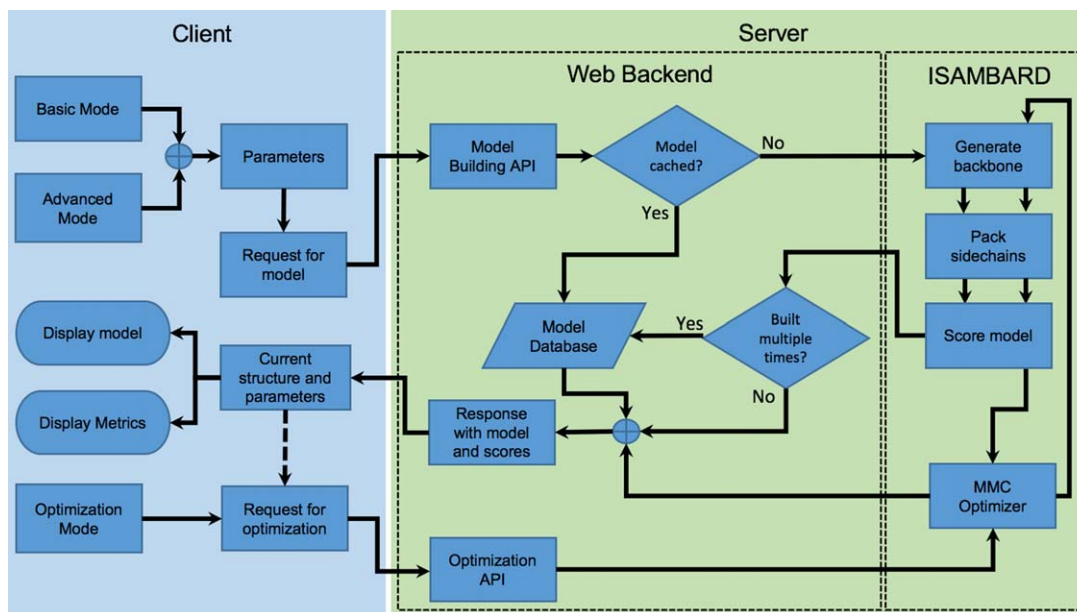 Client
Server
Web Backend
ISAMBARD
Basic Mode
Advanced
Mode
Parameters
Request for
model
Model
Building API
Model
cached?
No
Yes
Generate
backbone
Pack
sidechains
Score model
Built
multiple
times?
Yes
No
Model
Database
Display model
Display Metrics
Current
structure and
parameters
Response
with model
and scores
Optimization
Mode
Request for
optimization
Optimization
API
MMC
Optimizer